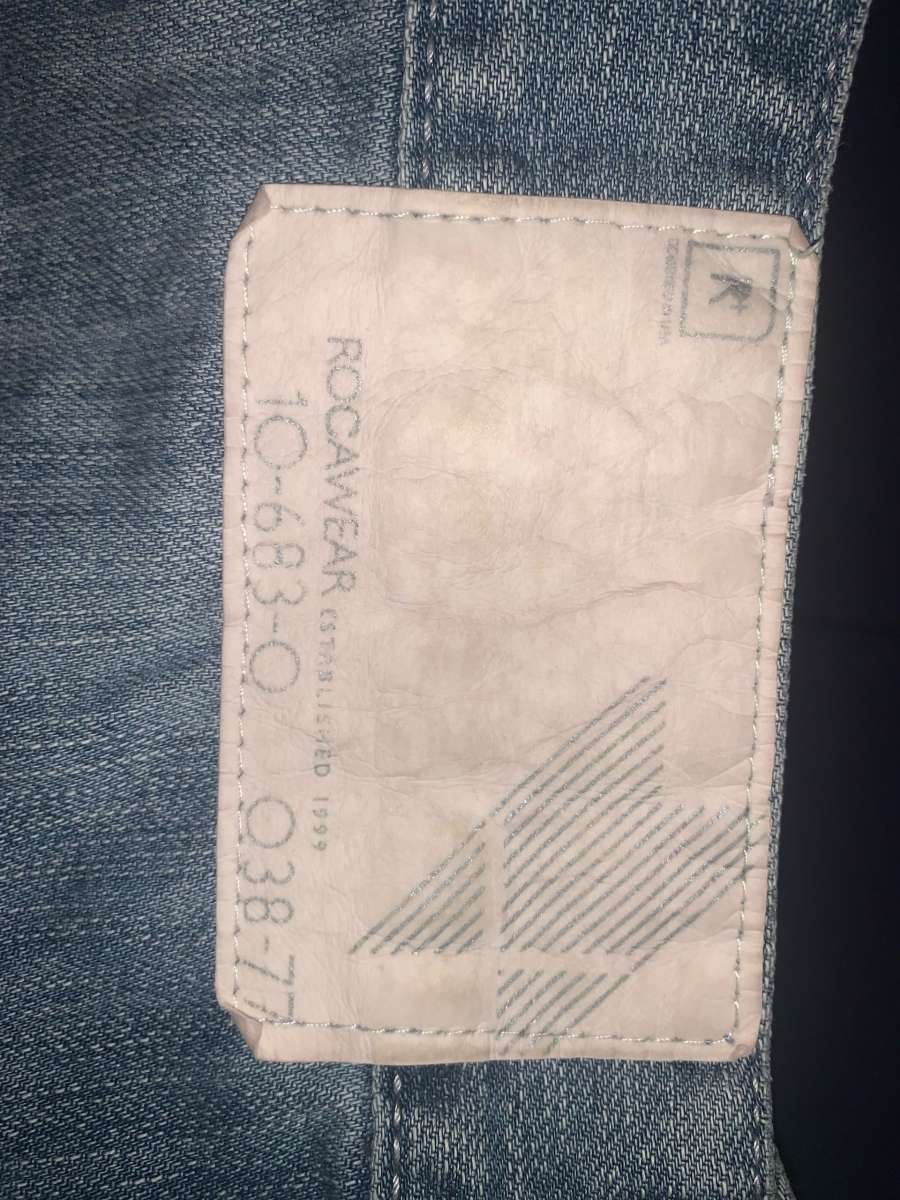 R
ROCAWEAR ESTABLISHED 1999
10-683-0 038-77